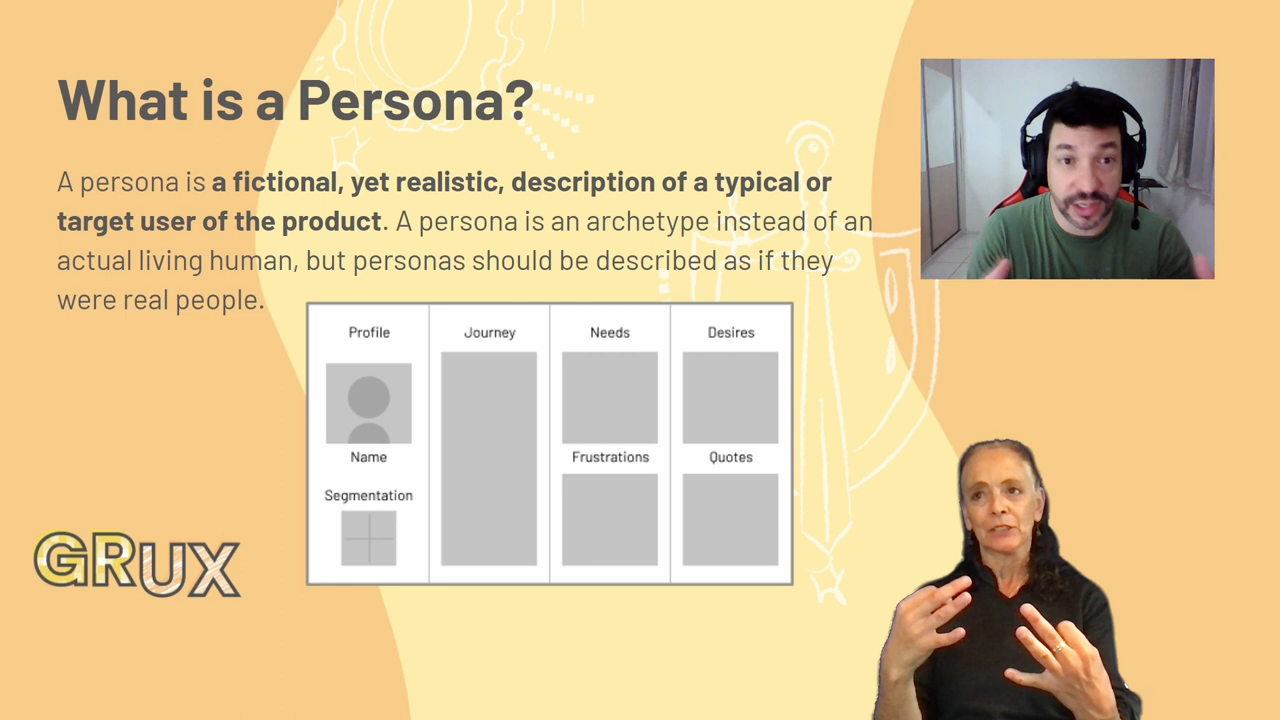 What is a Persona?
A persona is a fictional, yet realistic, description of a typical or
target user of the product. A persona is an archetype instead of an
actual living human, but personas should be described as if they
were real people.
Profile
Journey
Needs
Desires
Name
Frustrations
Quotes
Segmentation
GRUX